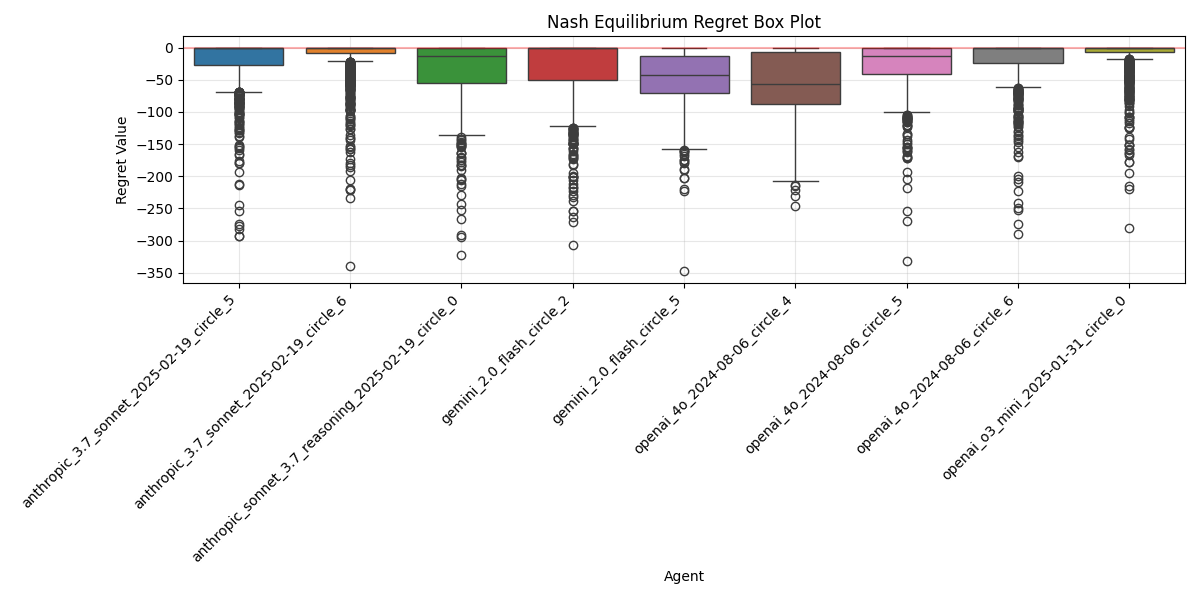 Nash Equilibrium Regret Box Plot
Regret Value
0
−50
−100
−150
−200
−250
−300
−350
anthropic_3.7_sonnet_2025-02-19_circle_5
anthropic_3.7_sonnet_2025-02-19_circle_6
anthropic_sonnet_3.7_reasoning_2025-02-19_circle_0
gemini_2.0_flash_circle_2
gemini_2.0_flash_circle_5
openai_4o_2024-08-06_circle_4
openai_4o_2024-08-06_circle_5
openai_4o_2024-08-06_circle_6
openai_o3_mini_2025-01-31_circle_0
Agent